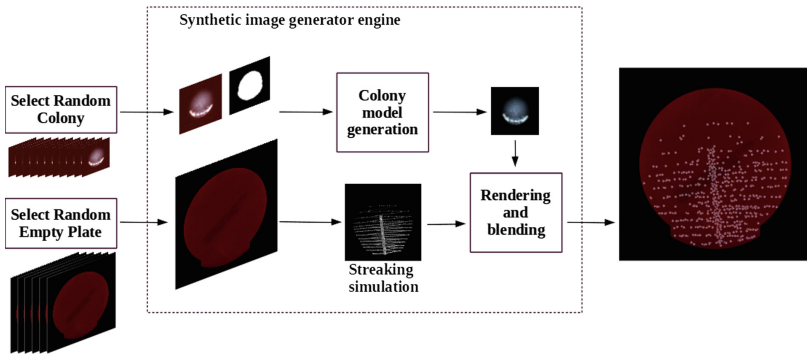 Synthetic image generator engine
Select Random
Colony
Colony
model
generation
Select Random
Empty Plate
Rendering
and
blending
Streaking
simulation